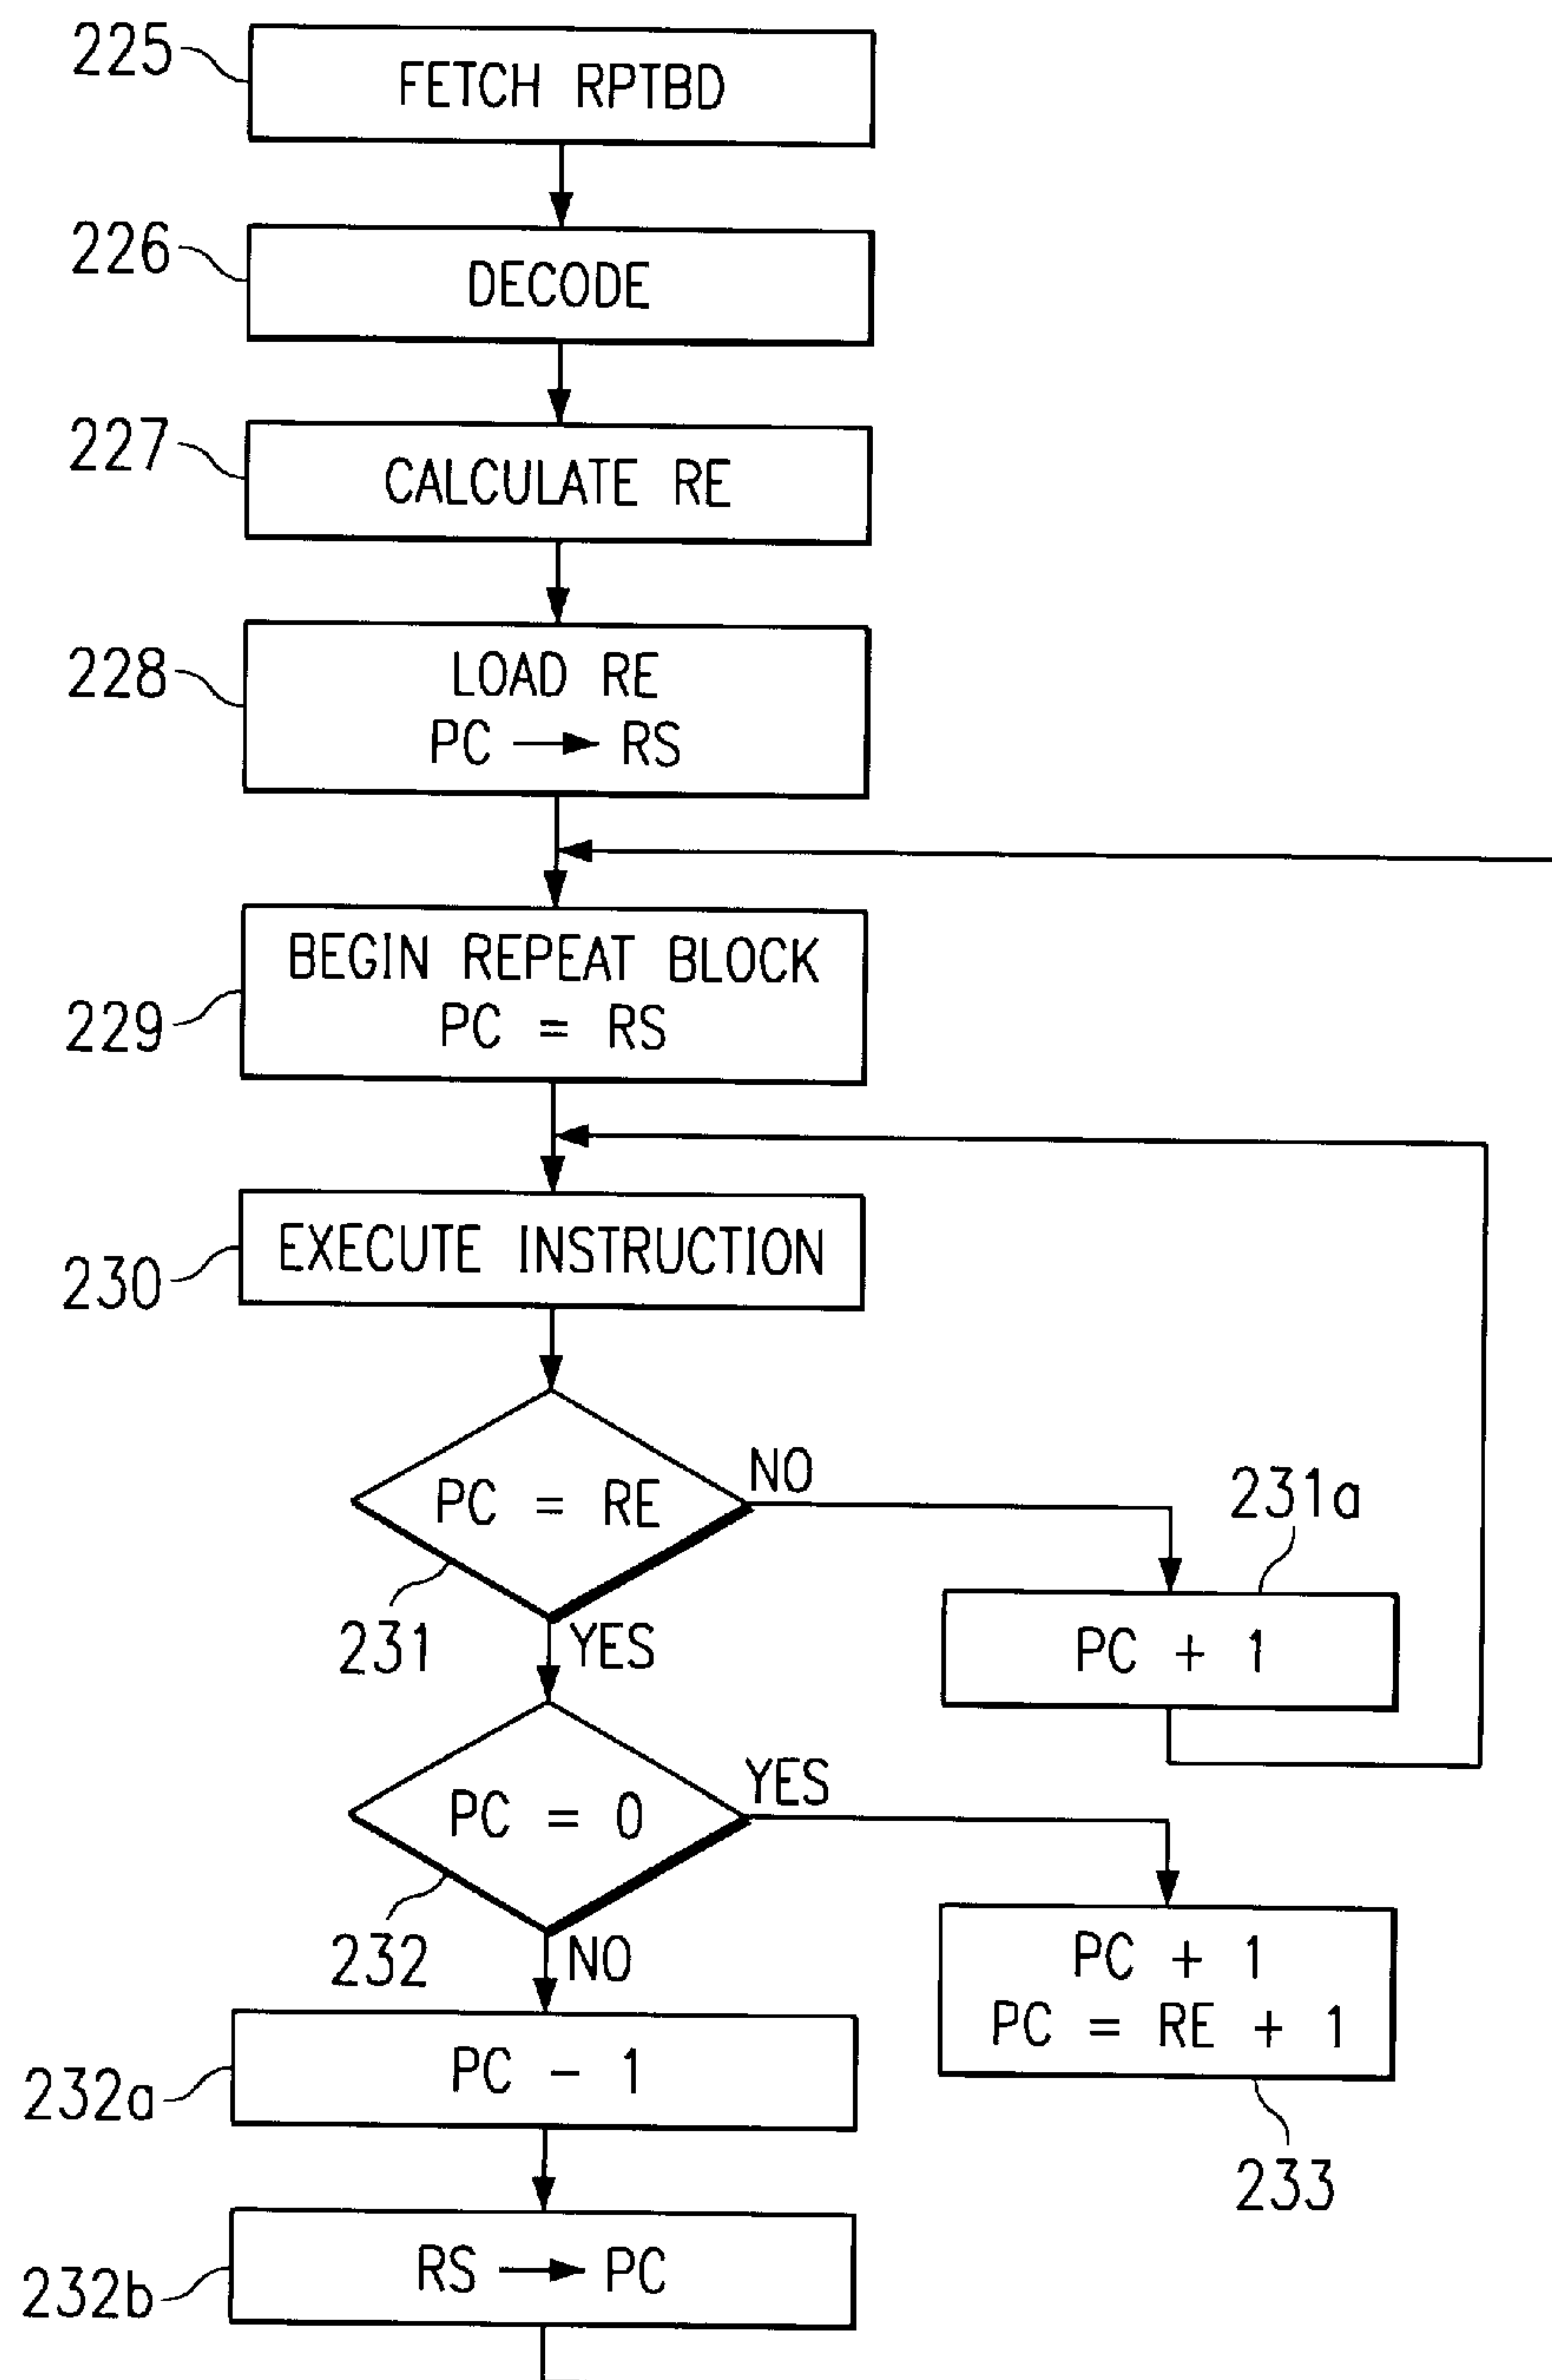 225
FETCH RPTBD
226
DECODE
227
CALCULATE RE
228
LOAD RE
PC → RS
BEGIN REPEAT BLOCK
229
PC = RS
230
EXECUTE INSTRUCTION
PC = RE
NO
231a
231
YES
PC + 1
PC = 0
YES
232
NO
PC + 1
PC = RE + 1
232a
PC - 1
233
232b
RS → PC